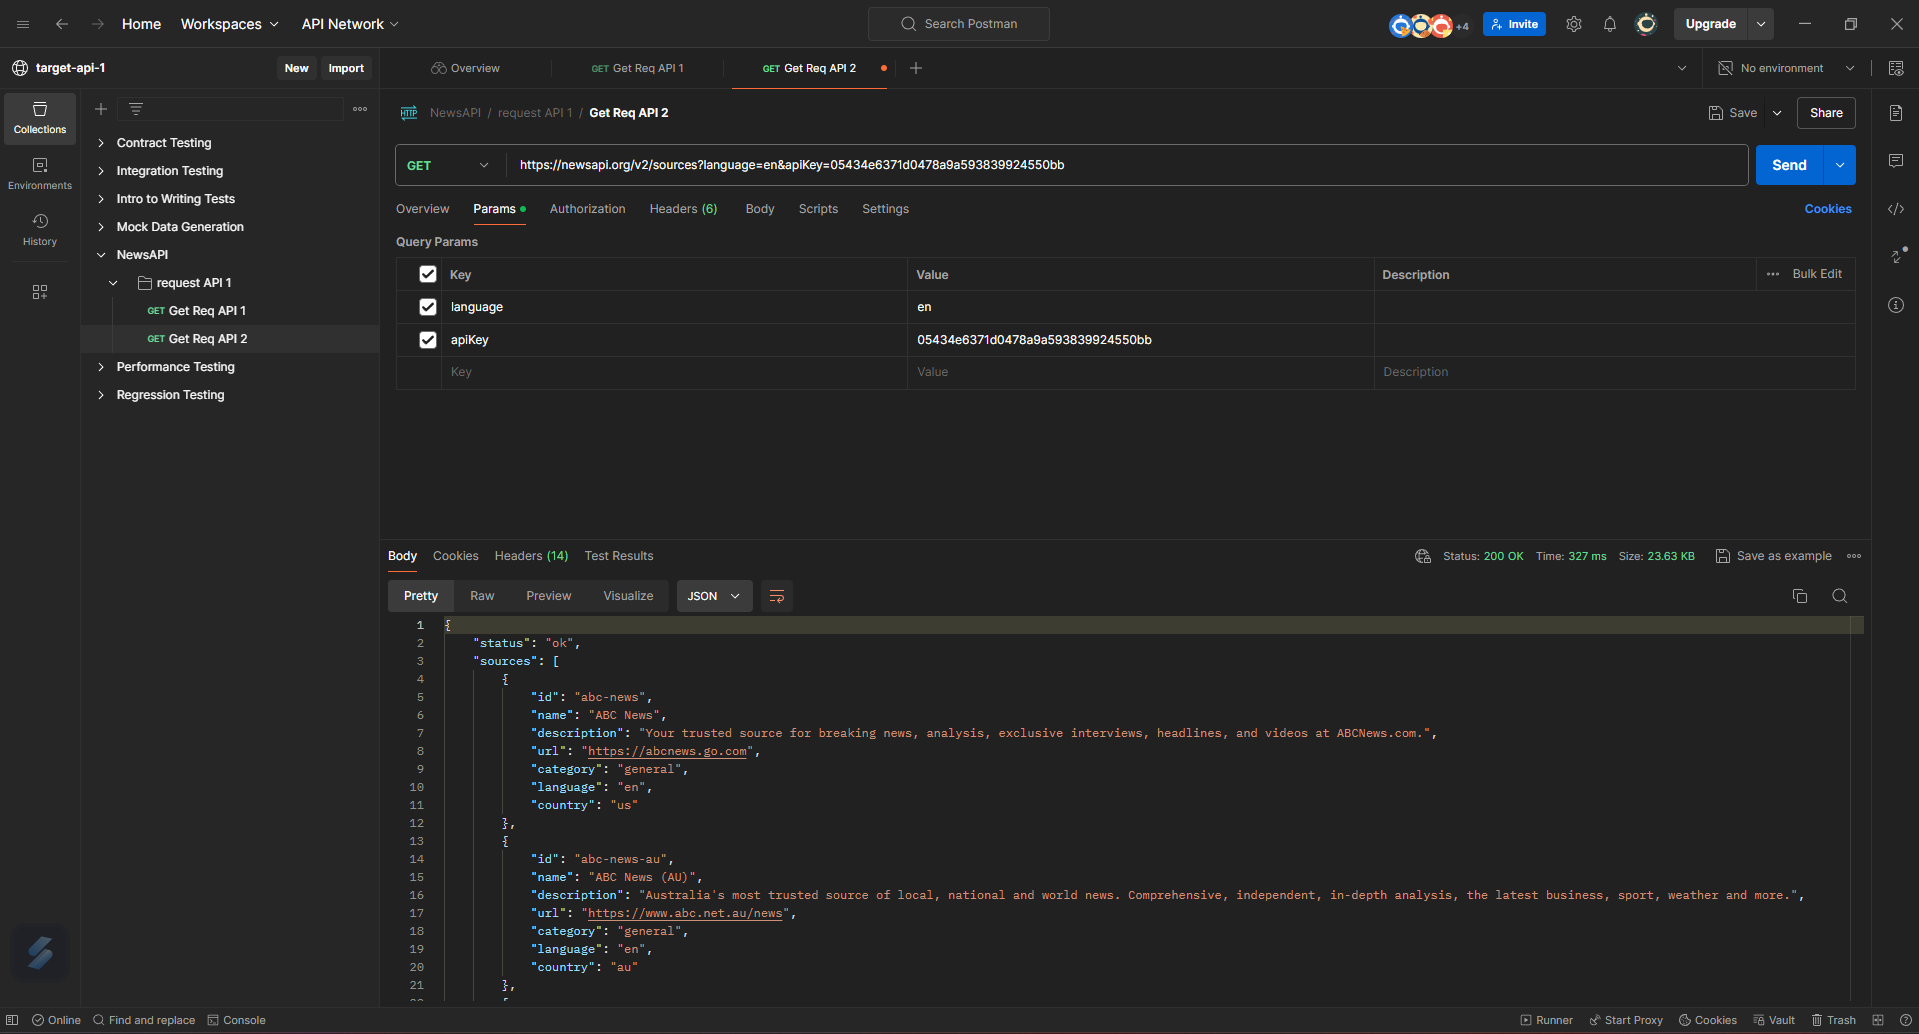 Home Workspaces API Network Search Postman +4 Invite Upgrade
target-api-1 New Import Overview GET Get Req API 1 GET Get Req API 2 No environment
Collections
Environments
History
Contract Testing
Integration Testing
Intro to Writing Tests
Mock Data Generation
NewsAPI
request API 1
GET Get Req API 1
GET Get Req API 2
Performance Testing
Regression Testing
HTTP NewsAPI / request API 1 / Get Req API 2 Save Share
GET https://newsapi.org/v2/sources?language=en&apiKey=05434e6371d0478a9a593839924550bb Send
Overview Params Authorization Headers (6) Body Scripts Settings Cookies
Query Params
Key Value Description Bulk Edit
language en
apiKey 05434e6371d0478a9a593839924550bb
Key Value Description
Body Cookies Headers (14) Test Results Status: 200 OK Time: 327 ms Size: 23.63 KB Save as example
Pretty Raw Preview Visualize JSON
1 {
2 "status": "ok",
3 "sources": [
4 {
5 "id": "abc-news",
6 "name": "ABC News",
7 "description": "Your trusted source for breaking news, analysis, exclusive interviews, headlines, and videos at ABCNews.com.",
8 "url": "https://abcnews.go.com",
9 "category": "general",
10 "language": "en",
11 "country": "us"
12 },
13 {
14 "id": "abc-news-au",
15 "name": "ABC News (AU)",
16 "description": "Australia's most trusted source of local, national and world news. Comprehensive, independent, in-depth analysis, the latest business, sport, weather and more.",
17 "url": "https://www.abc.net.au/news",
18 "category": "general",
19 "language": "en",
20 "country": "au"
21 },
Online Find and replace Console Runner Start Proxy Cookies Vault Trash